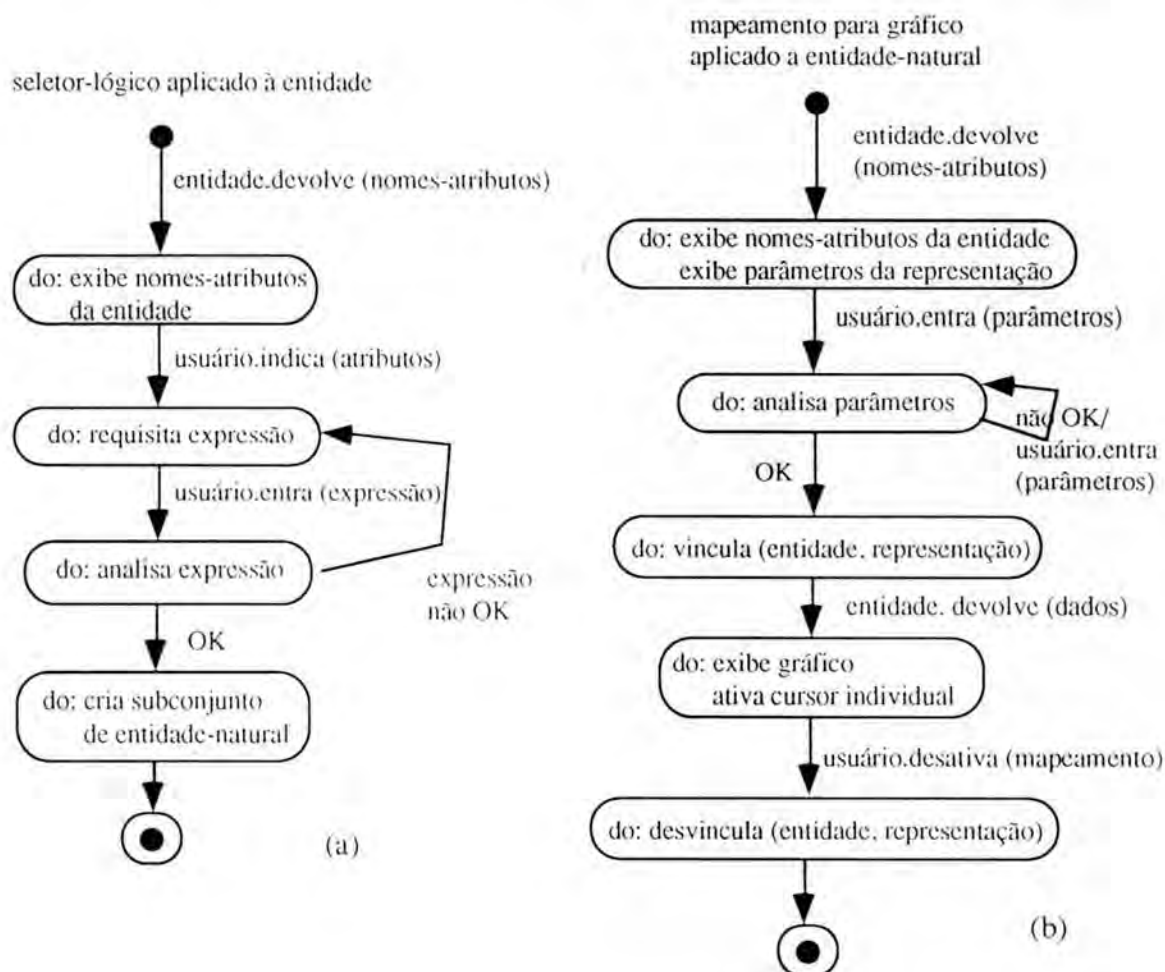 seletor-lógico aplicado à entidade
entidade.devolve (nomes-atributos)
do: exibe nomes-atributos
da entidade
usuário.indica (atributos)
do: requisita expressão
usuário.entra (expressão)
do: analisa expressão
expressão
não OK
OK
do: cria subconjunto
de entidade-natural
(a)
mapeamento para gráfico
aplicado a entidade-natural
entidade.devolve
(nomes-atributos)
do: exibe nomes-atributos da entidade
exibe parâmetros da representação
usuário.entra (parâmetros)
do: analisa parâmetros
não OK/
usuário.entra
(parâmetros)
OK
do: vincula (entidade, representação)
entidade. devolve (dados)
do: exibe gráfico
ativa cursor individual
usuário.desativa (mapeamento)
do: desvincula (entidade, representação)
(b)